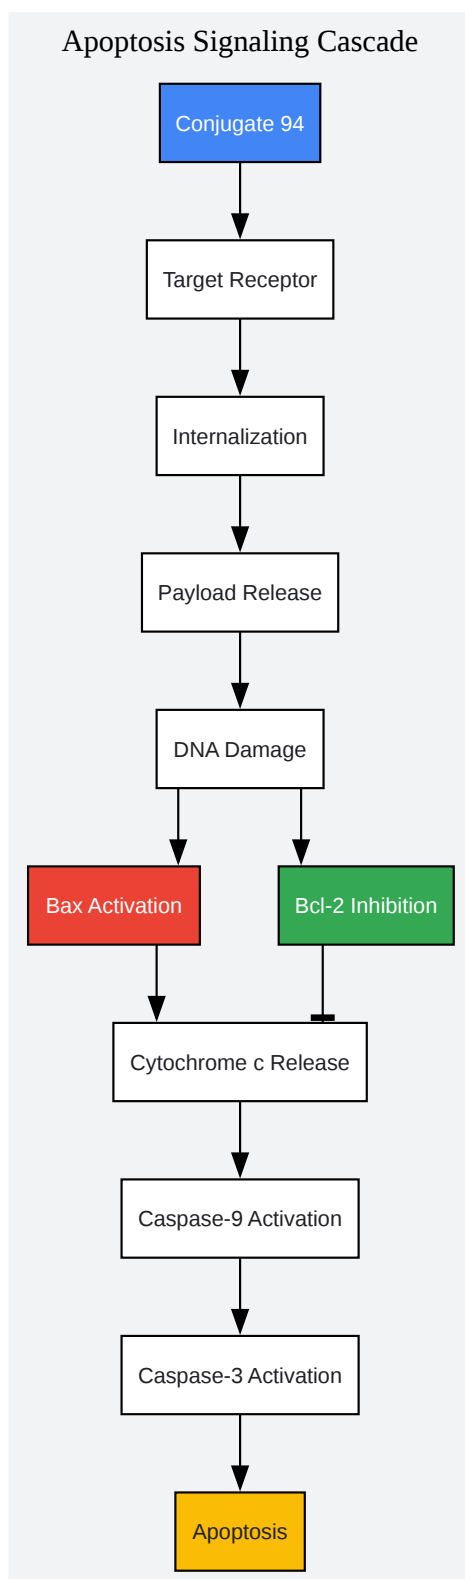 Apoptosis Signaling Cascade
Conjugate 94
Target Receptor
Internalization
Payload Release
DNA Damage
Bax Activation
Bcl-2 Inhibition
Cytochrome c Release
Caspase-9 Activation
Caspase-3 Activation
Apoptosis